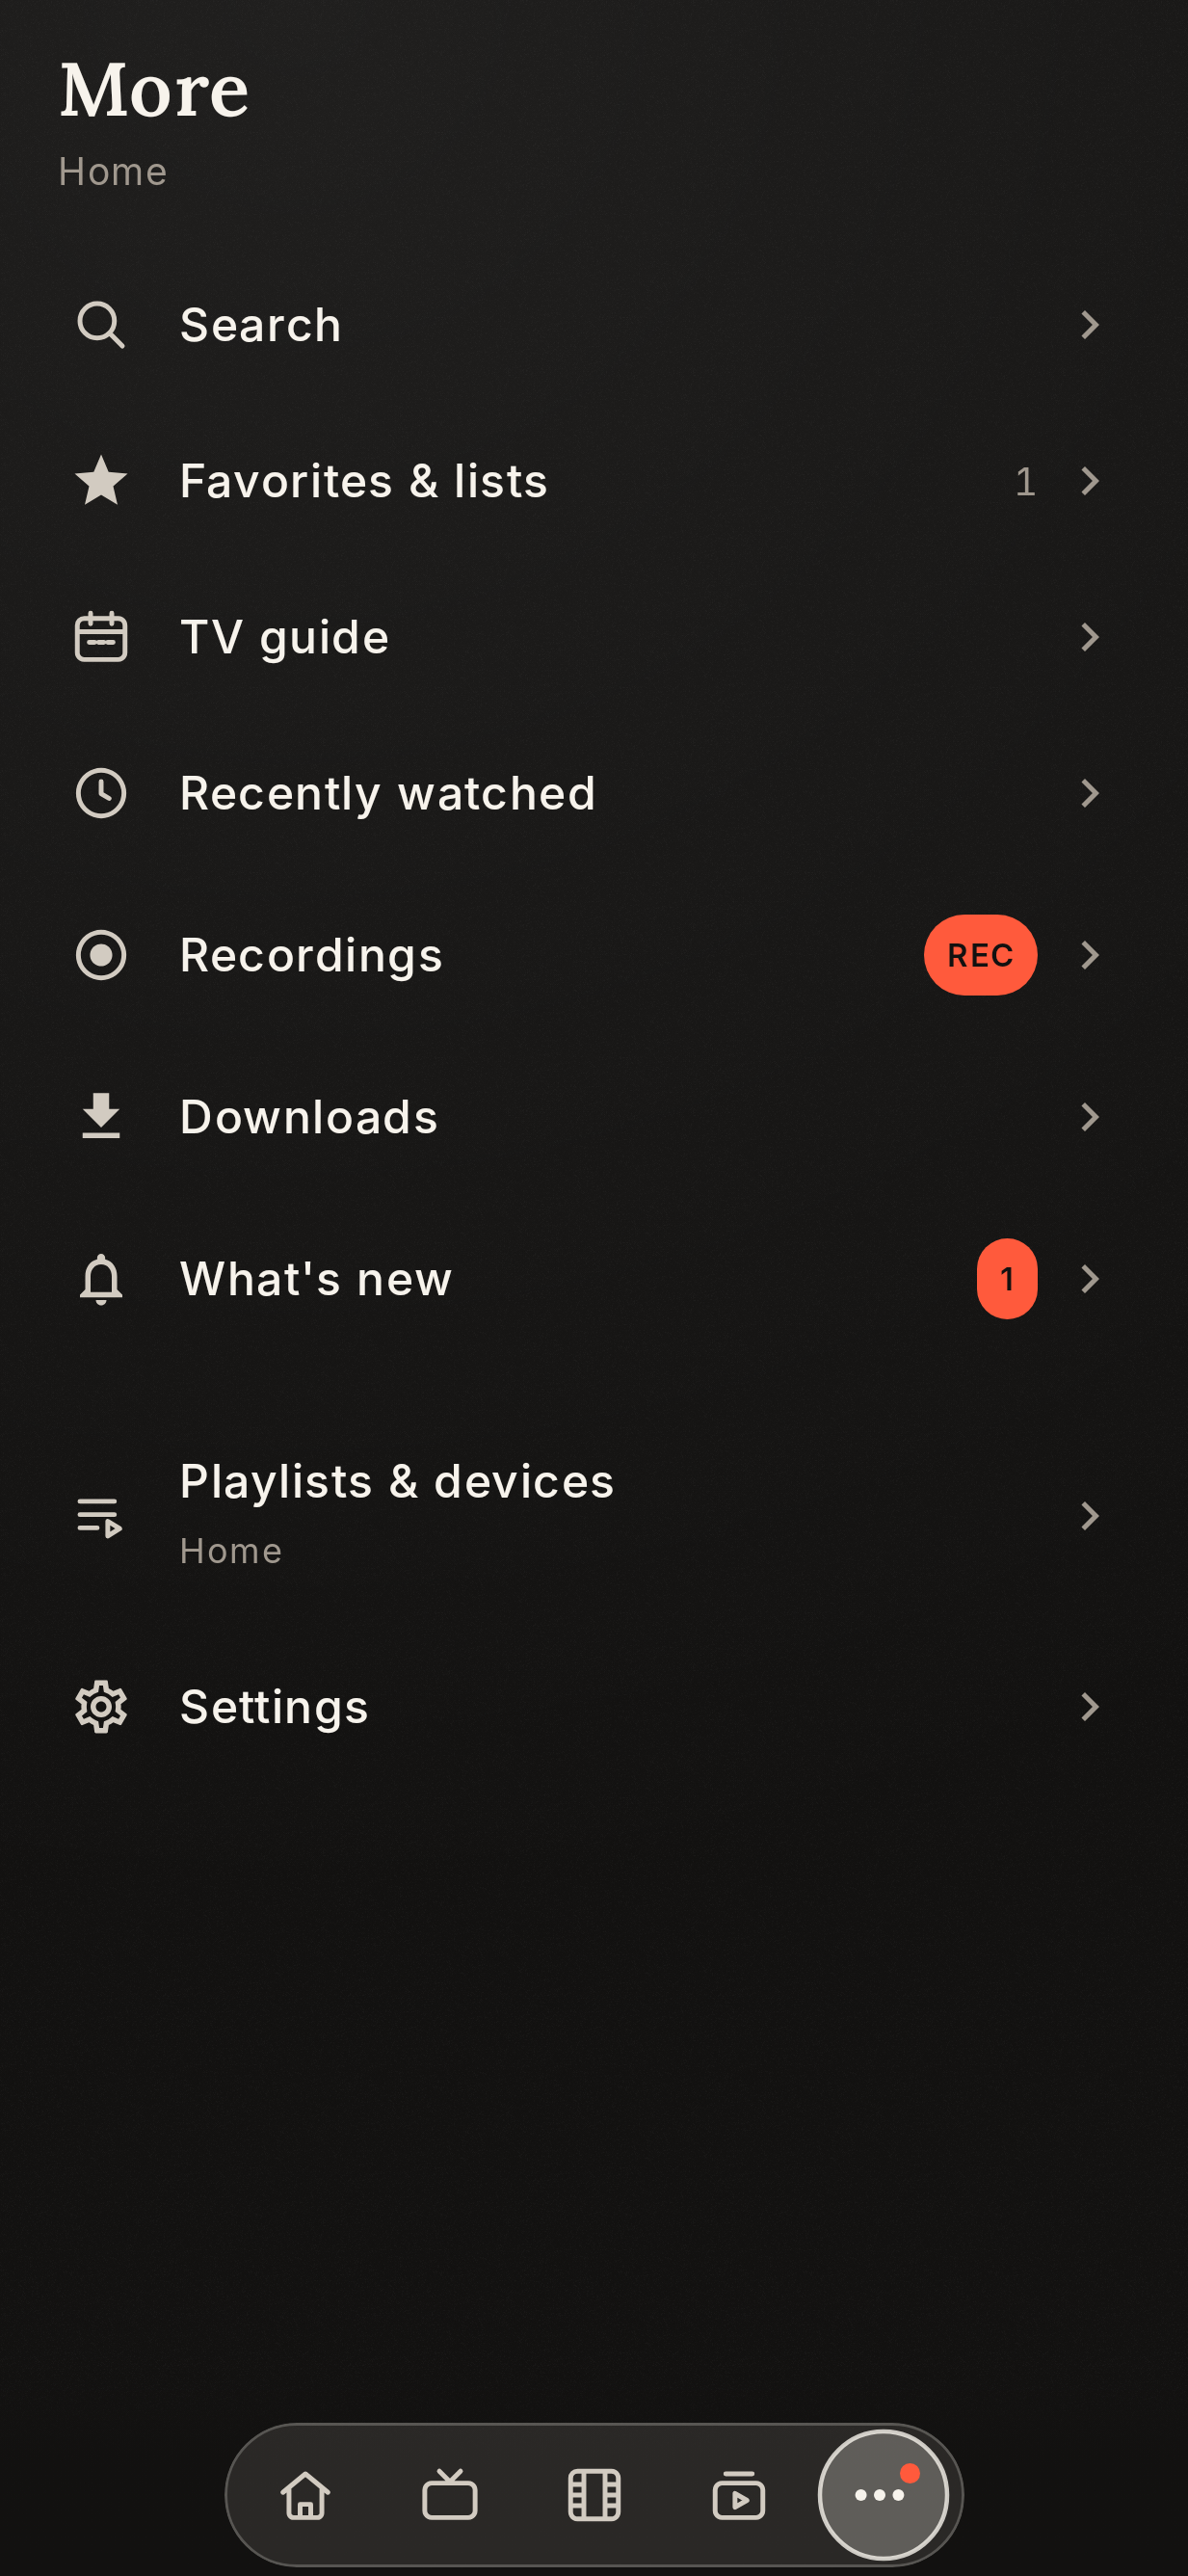 More
Home
Search
Favorites & lists 1
TV guide
Recently watched
Recordings REC
Downloads
What's new 1
Playlists & devices
Home
Settings